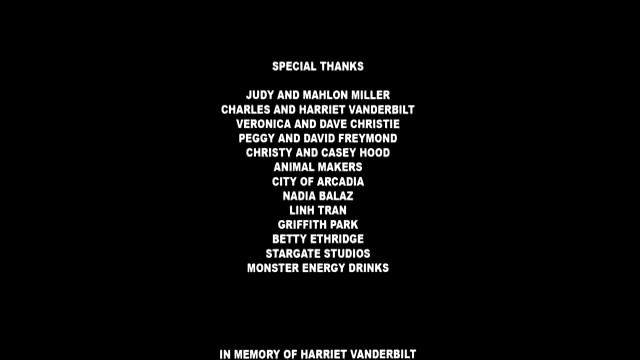 SPECIAL THANKS
JUDY AND MAHLON MILLER
CHARLES AND HARRIET VANDERBILT
VERONICA AND DAVE CHRISTIE
PEGGY AND DAVID FREYMOND
CHRISTY AND CASEY HOOD
ANIMAL MAKERS
CITY OF ARCADIA
NADIA BALAZ
LINH TRAN
GRIFFITH PARK
BETTY ETHRIDGE
STARGATE STUDIOS
MONSTER ENERGY DRINKS
IN MEMORY OF HARRIET VANDERBILT